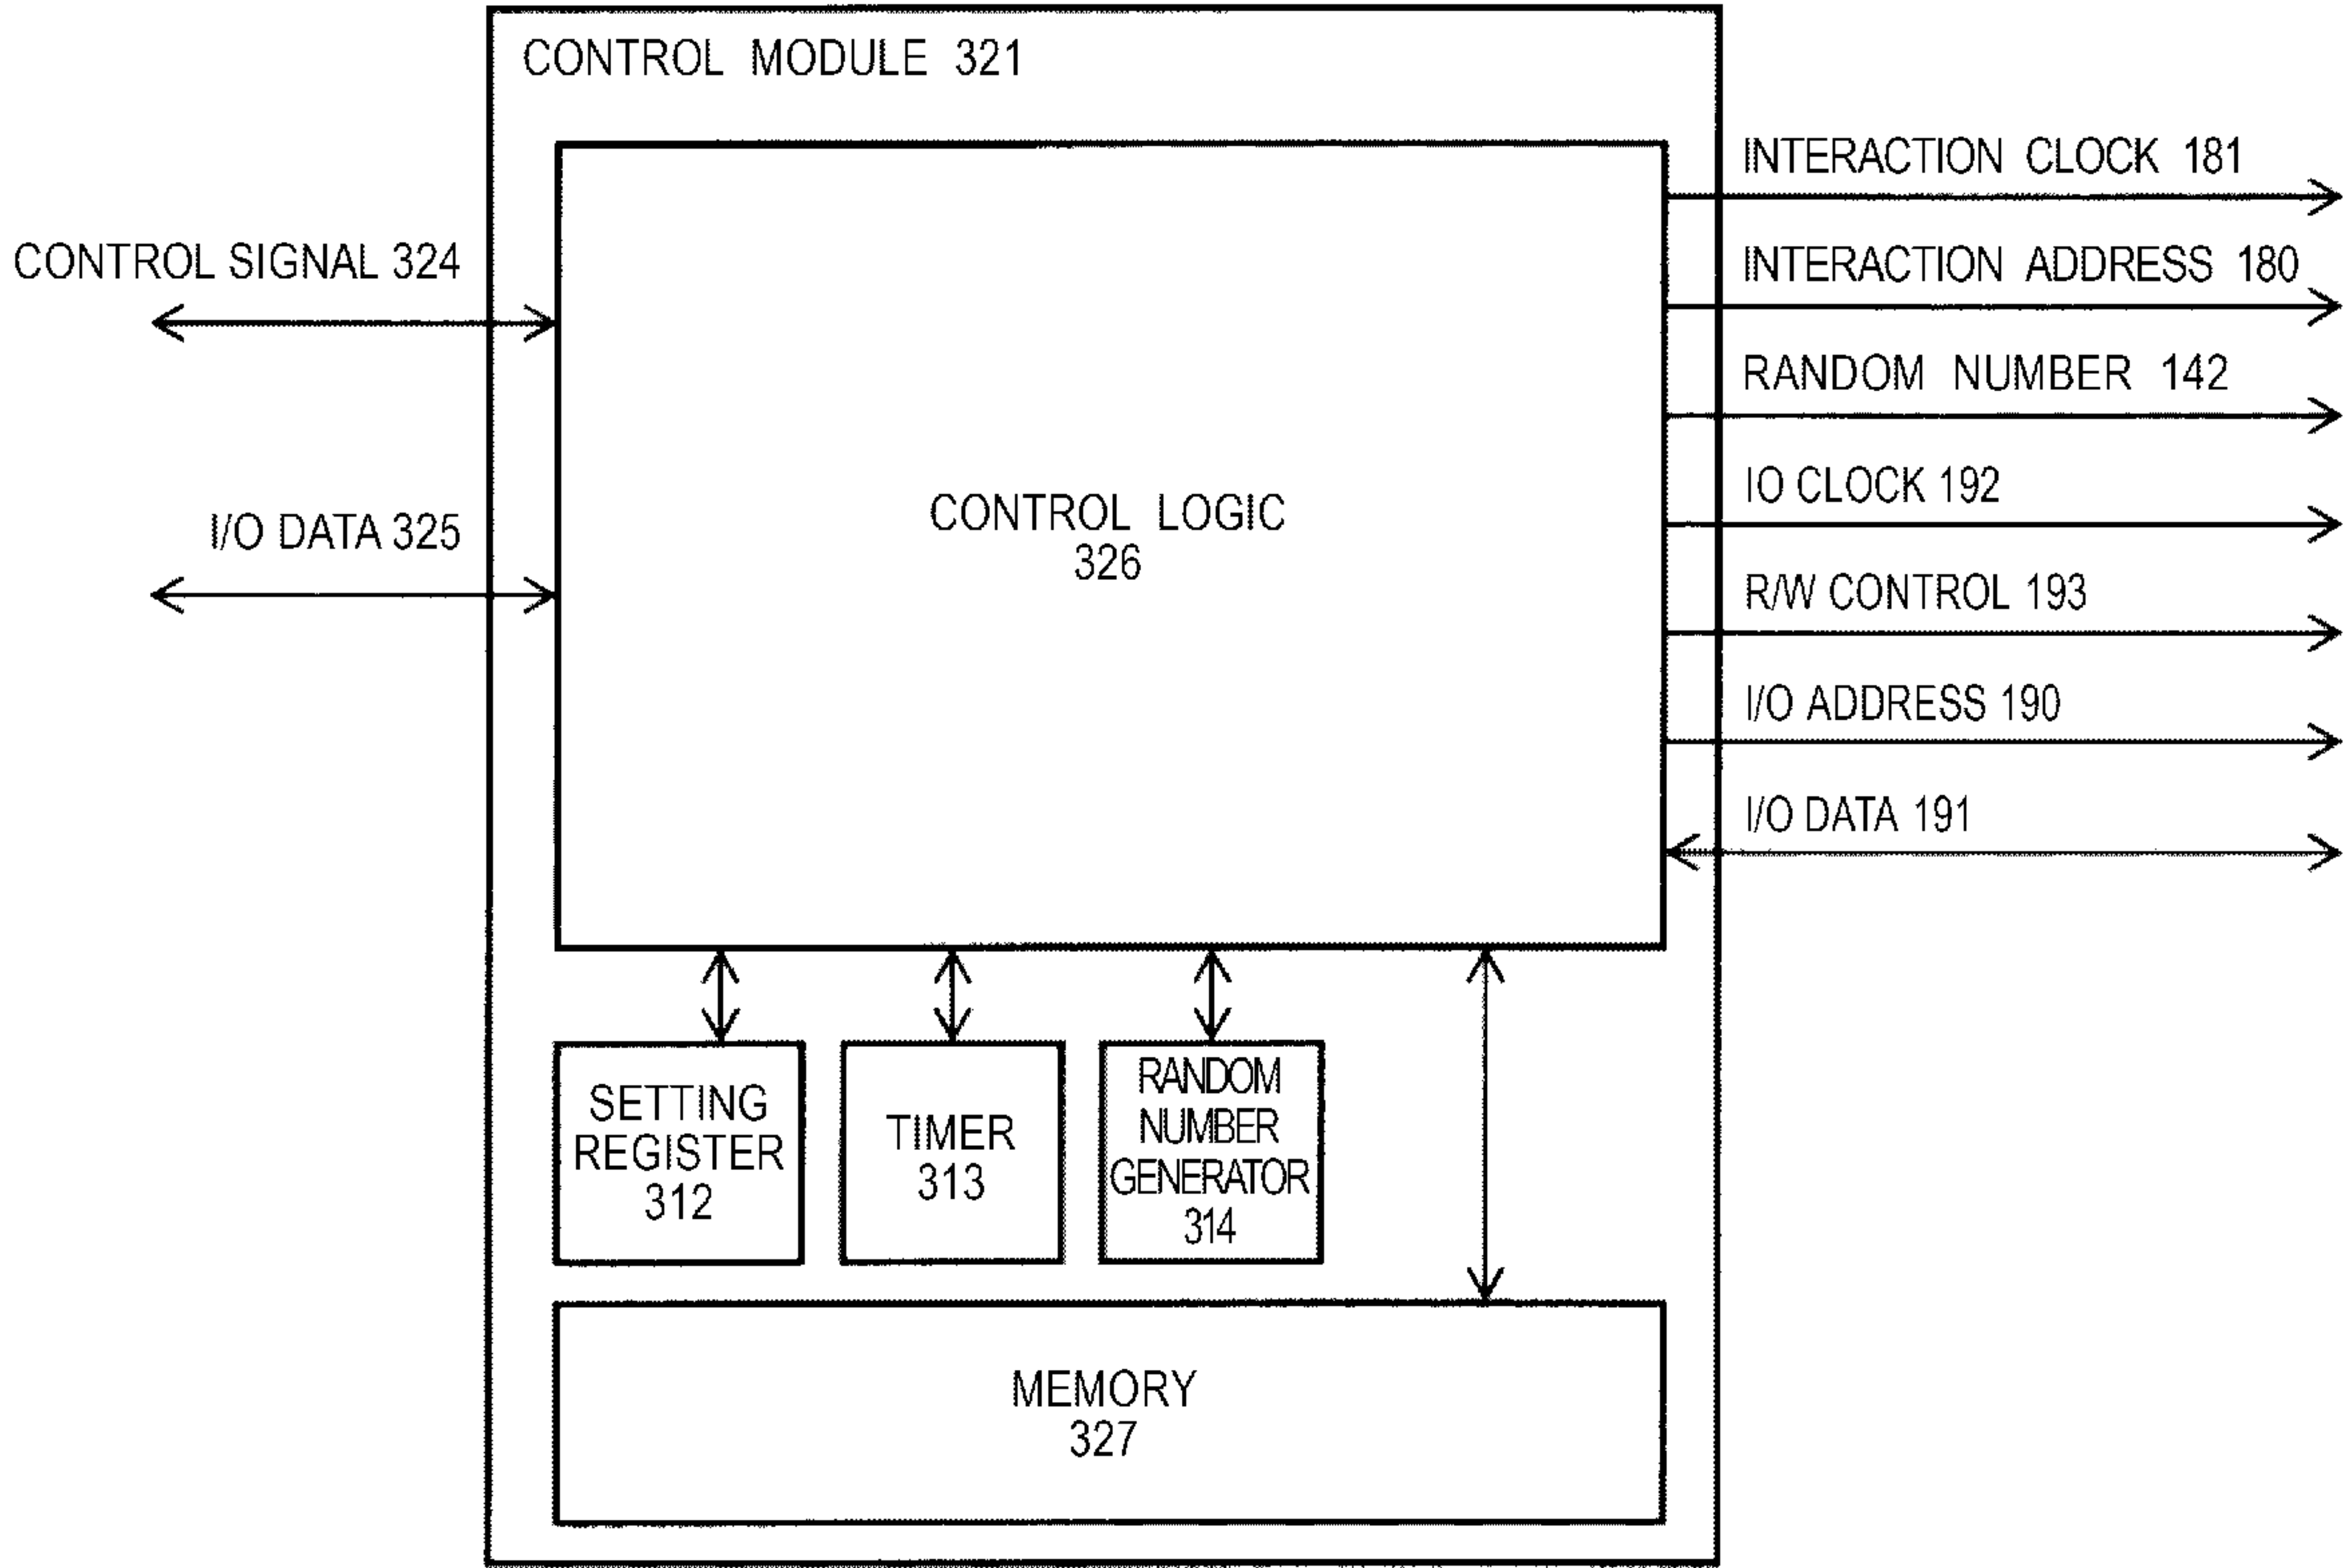 CONTROL MODULE 321
INTERACTION CLOCK 181
CONTROL SIGNAL 324
INTERACTION ADDRESS 180
RANDOM NUMBER 142
IO CLOCK 192
I/O DATA 325
CONTROL LOGIC
326
R/W CONTROL 193
I/O ADDRESS 190
I/O DATA 191
SETTING
REGISTER
312
TIMER
313
RANDOM
NUMBER
GENERATOR
314
MEMORY
327